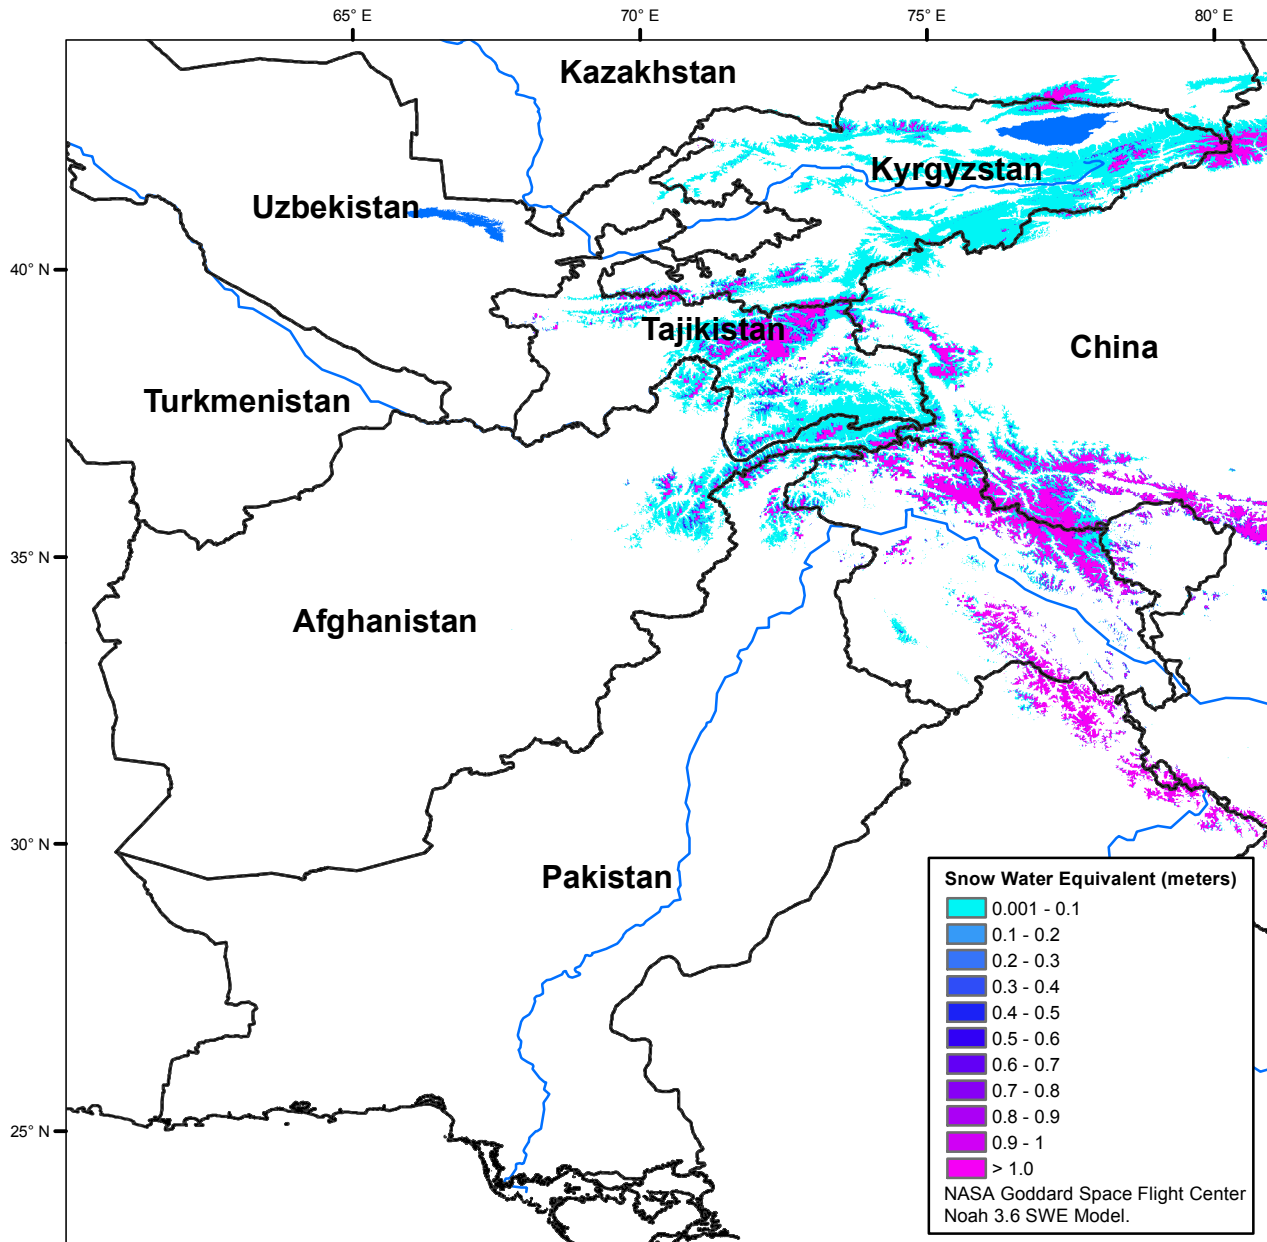 65° E
70° E
75° E
80° E
Kazakhstan
Kyrgyzstan
Uzbekistan
40° N
Tajikistan
China
Turkmenistan
35° N
Afghanistan
30° N
Pakistan
25° N
Snow Water Equivalent (meters)
0.001 - 0.1
0.1 - 0.2
0.2 - 0.3
0.3 - 0.4
0.4 - 0.5
0.5 - 0.6
0.6 - 0.7
0.7 - 0.8
0.8 - 0.9
0.9 - 1
> 1.0
NASA Goddard Space Flight Center
Noah 3.6 SWE Model.